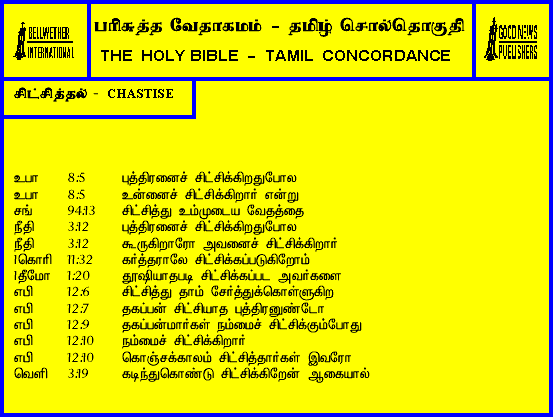 BELLWETHER
INTERNATIONAL
பரிசுத்த வேதாகமம் - தமிழ் சொல்தொகுதி
THE HOLY BIBLE - TAMIL CONCORDANCE
GOOD NEWS
PUBLISHERS
சிட்சித்தல் - CHASTISE
உபா 8:5 புத்திரனைச் சிட்சிக்கிறதுபோல
உபா 8:5 உன்னைச் சிட்சிக்கிறார் என்று
சங் 94:13 சிட்சித்து உம்முடைய வேதத்தை
நீதி 3:12 புத்திரனைச் சிட்சிக்கிறதுபோல
நீதி 3:12 கூருகிறாரோ அவனைச் சிட்சிக்கிறார்
1கொரி 11:32 கர்த்தராலே சிட்சிக்கப்படுகிறோம்
1தீமோ 1:20 தூஷியாதபடி சிட்சிக்கப்பட அவர்களை
எபி 12:6 சிட்சித்து தாம் சேர்த்துக்கொள்ளுகிற
எபி 12:7 தகப்பன் சிட்சியாத புத்திரனுண்டோ
எபி 12:9 தகப்பன்மார்கள் நம்மைச் சிட்சிக்கும்போது
எபி 12:10 நம்மைச் சிட்சிக்கிறார்
எபி 12:10 கொஞ்சக்காலம் சிட்சித்தார்கள் இவரோ
வெளி 3:19 கடிந்துகொண்டு சிட்சிக்கிறேன் ஆகையால்